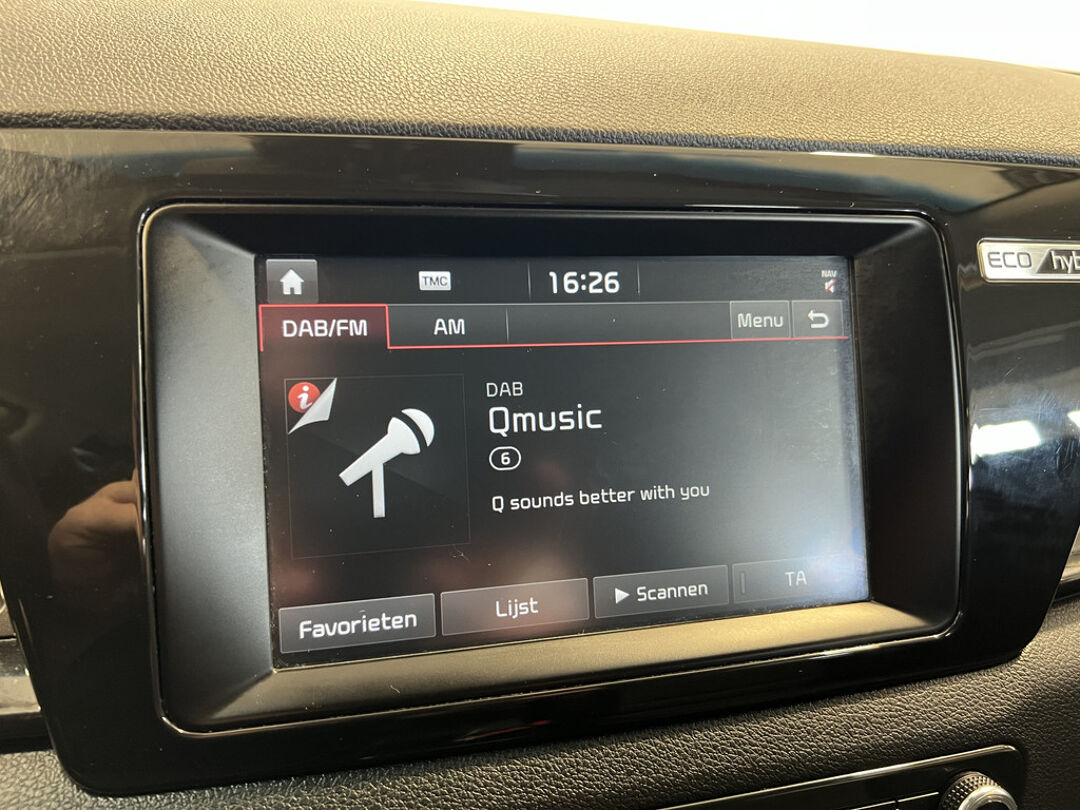 TMC
16:26
NAV
ECO hyb
DAB/FM
AM
Menu
i
DAB
Qmusic
6
Q sounds better with you
Favorieten
Lijst
Scannen
TA